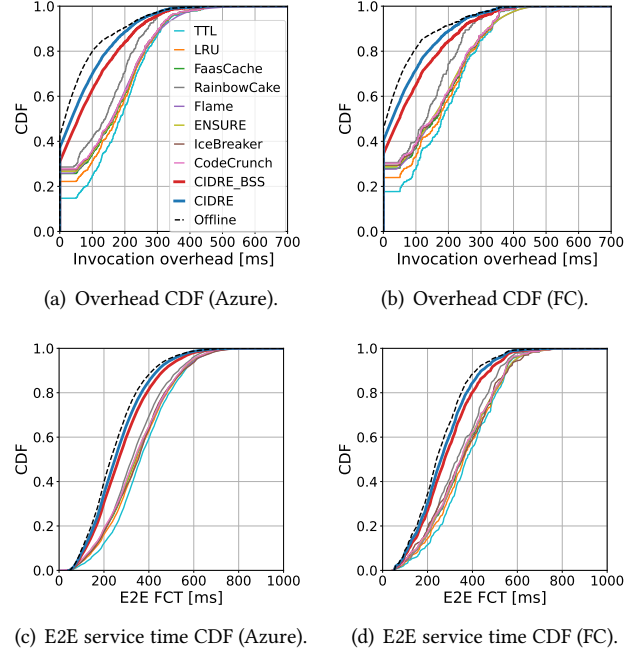 1.0
0.8
0.6
0.4
0.2
0.0
CDF
0 100 200 300 400 500 600 700
Invocation overhead [ms]
TTL
LRU
FaasCache
RainbowCake
Flame
ENSURE
IceBreaker
CodeCrunch
CIDRE_BSS
CIDRE
Offline
(a) Overhead CDF (Azure).
1.0
0.8
0.6
0.4
0.2
0.0
CDF
0 100 200 300 400 500 600 700
Invocation overhead [ms]
(b) Overhead CDF (FC).
1.0
0.8
0.6
0.4
0.2
0.0
CDF
0 200 400 600 800 1000
E2E FCT [ms]
(c) E2E service time CDF (Azure).
1.0
0.8
0.6
0.4
0.2
0.0
CDF
0 200 400 600 800 1000
E2E FCT [ms]
(d) E2E service time CDF (FC).